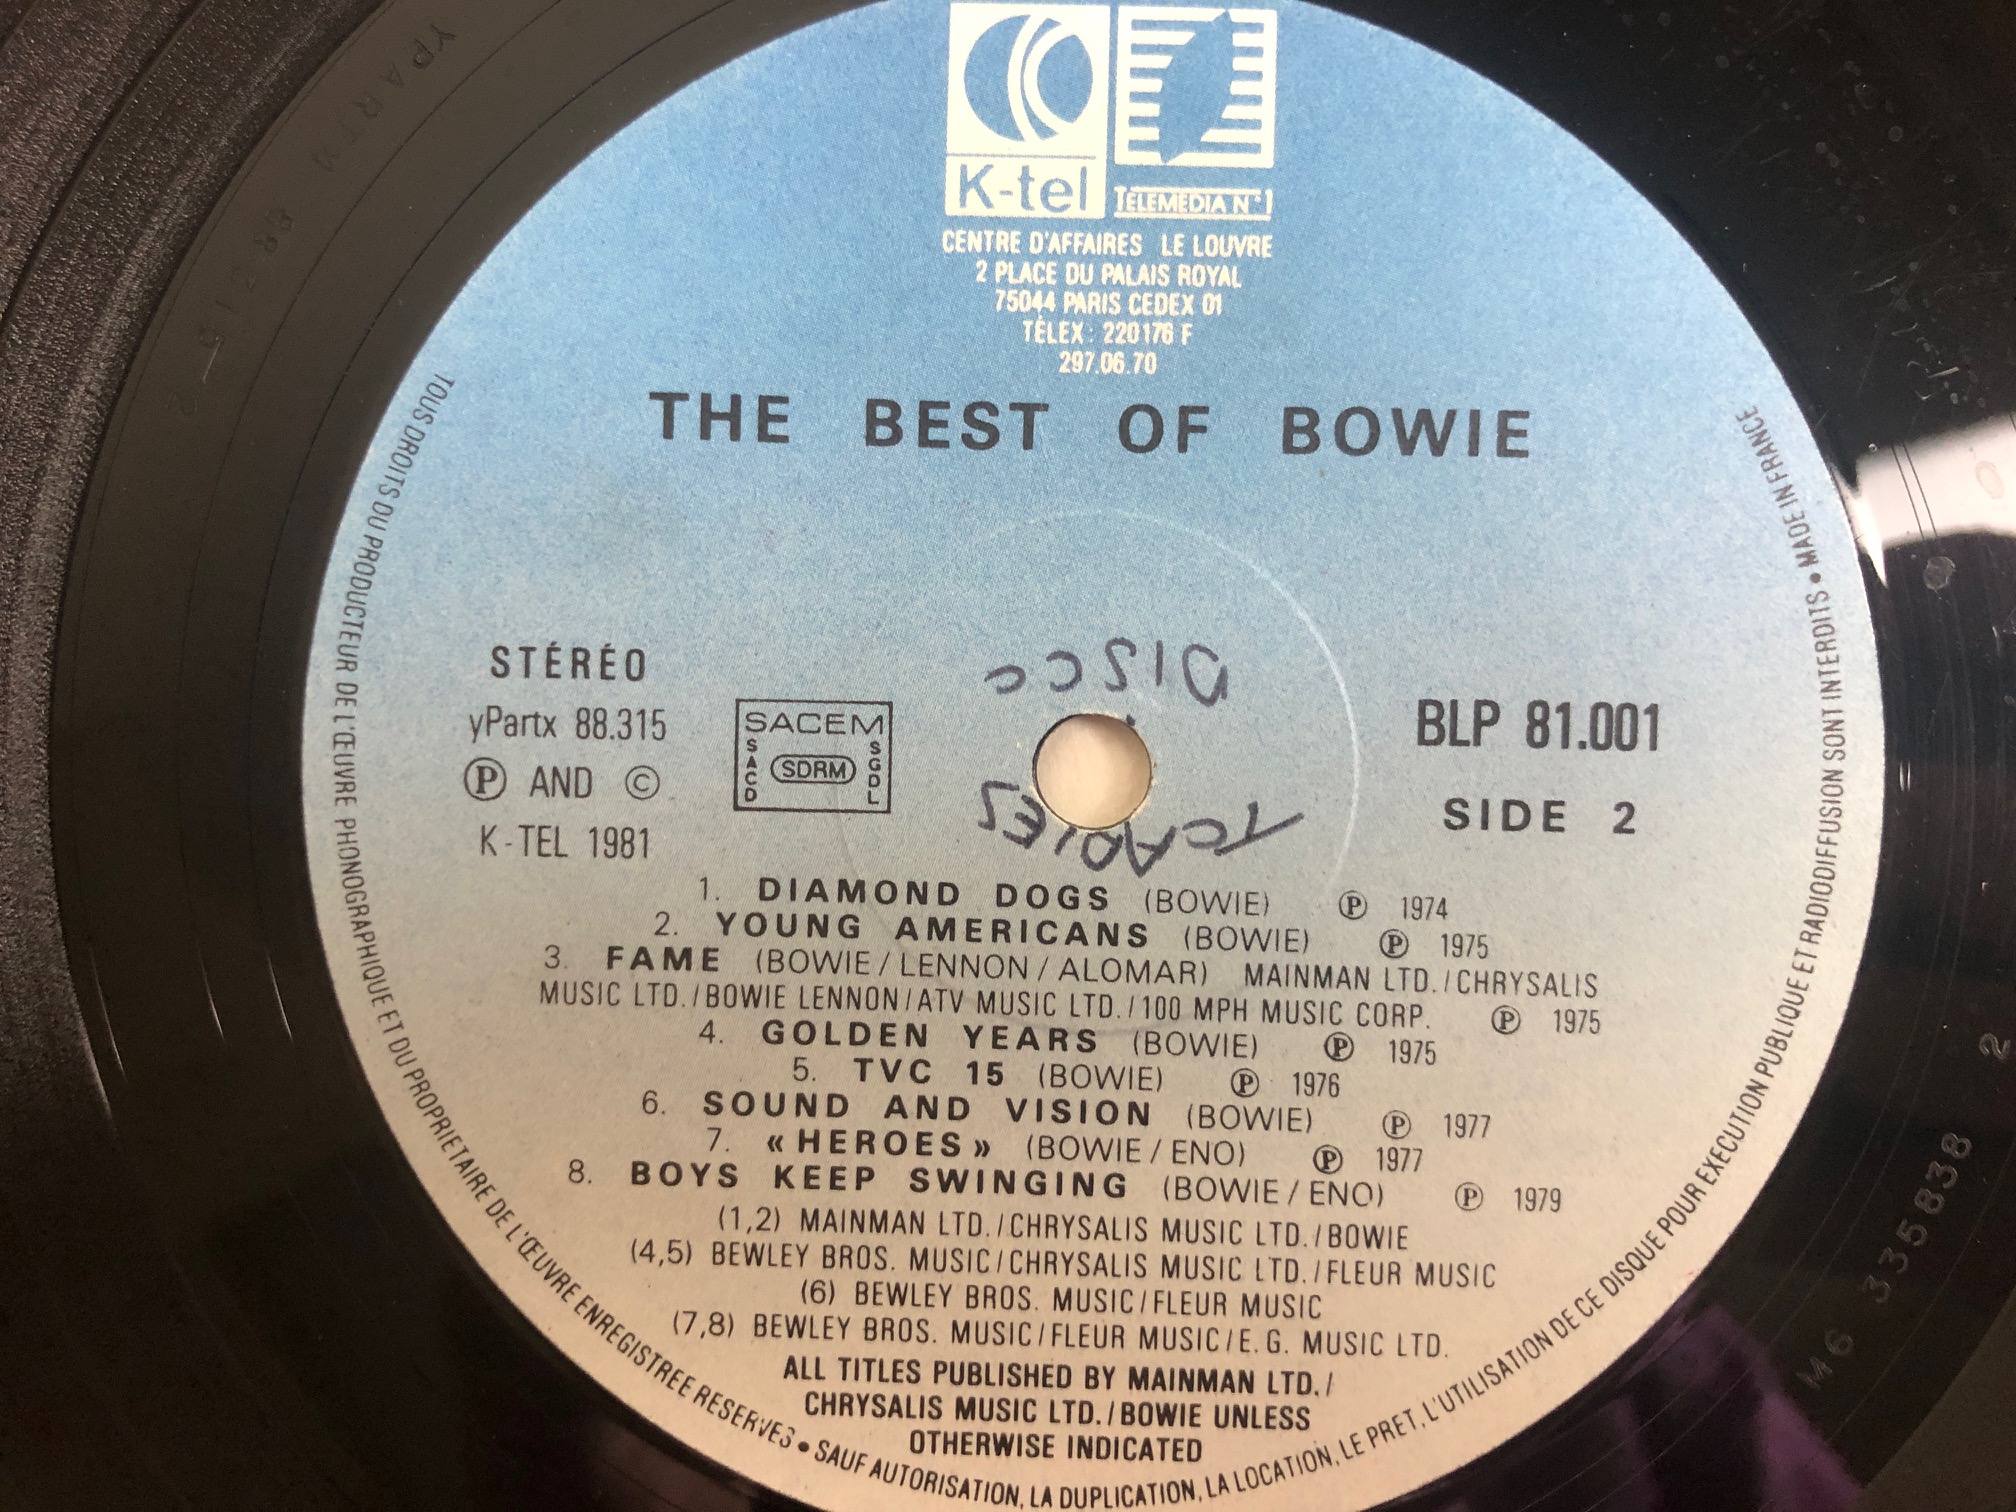 K-tel
TELEMEDIA N°1
CENTRE D'AFFAIRES LE LOUVRE
2 PLACE DU PALAIS ROYAL
75044 PARIS CEDEX 01
TÉLEX : 220176 F
297.06.70
THE BEST OF BOWIE
STÉRÉO
yPartx 88.315
Ⓟ AND ©
K-TEL 1981
SACEM
SACD
SDRM
SGDL
DISCO
BLP 81.001
SIDE 2
1. DIAMOND DOGS (BOWIE) Ⓟ 1974
2. YOUNG AMERICANS (BOWIE) Ⓟ 1975
3. FAME (BOWIE / LENNON / ALOMAR) MAINMAN LTD. / CHRYSALIS
MUSIC LTD. / BOWIE LENNON / ATV MUSIC LTD. / 100 MPH MUSIC CORP. Ⓟ 1975
4. GOLDEN YEARS (BOWIE) Ⓟ 1975
5. TVC 15 (BOWIE) Ⓟ 1976
6. SOUND AND VISION (BOWIE) Ⓟ 1977
7. «HEROES» (BOWIE / ENO) Ⓟ 1977
8. BOYS KEEP SWINGING (BOWIE / ENO) Ⓟ 1979
(1,2) MAINMAN LTD. / CHRYSALIS MUSIC LTD. / BOWIE
(4,5) BEWLEY BROS. MUSIC / CHRYSALIS MUSIC LTD. / FLEUR MUSIC
(6) BEWLEY BROS. MUSIC / FLEUR MUSIC
(7,8) BEWLEY BROS. MUSIC / FLEUR MUSIC / E.G. MUSIC LTD.
ALL TITLES PUBLISHED BY MAINMAN LTD. /
CHRYSALIS MUSIC LTD. / BOWIE UNLESS
OTHERWISE INDICATED
TOUS DROITS DU PRODUCTEUR DE L'ŒUVRE PHONOGRAPHIQUE ET DU PROPRIETAIRE DE L'ŒUVRE ENREGISTREE RESERVES • SAUF AUTORISATION, LA DUPLICATION, LA LOCATION, LE PRET, L'UTILISATION DE CE DISQUE POUR EXECUTION PUBLIQUE ET RADIODIFFUSION SONT INTERDITS • MADE IN FRANCE
YPARTX 88 315 2
M6 335838 2